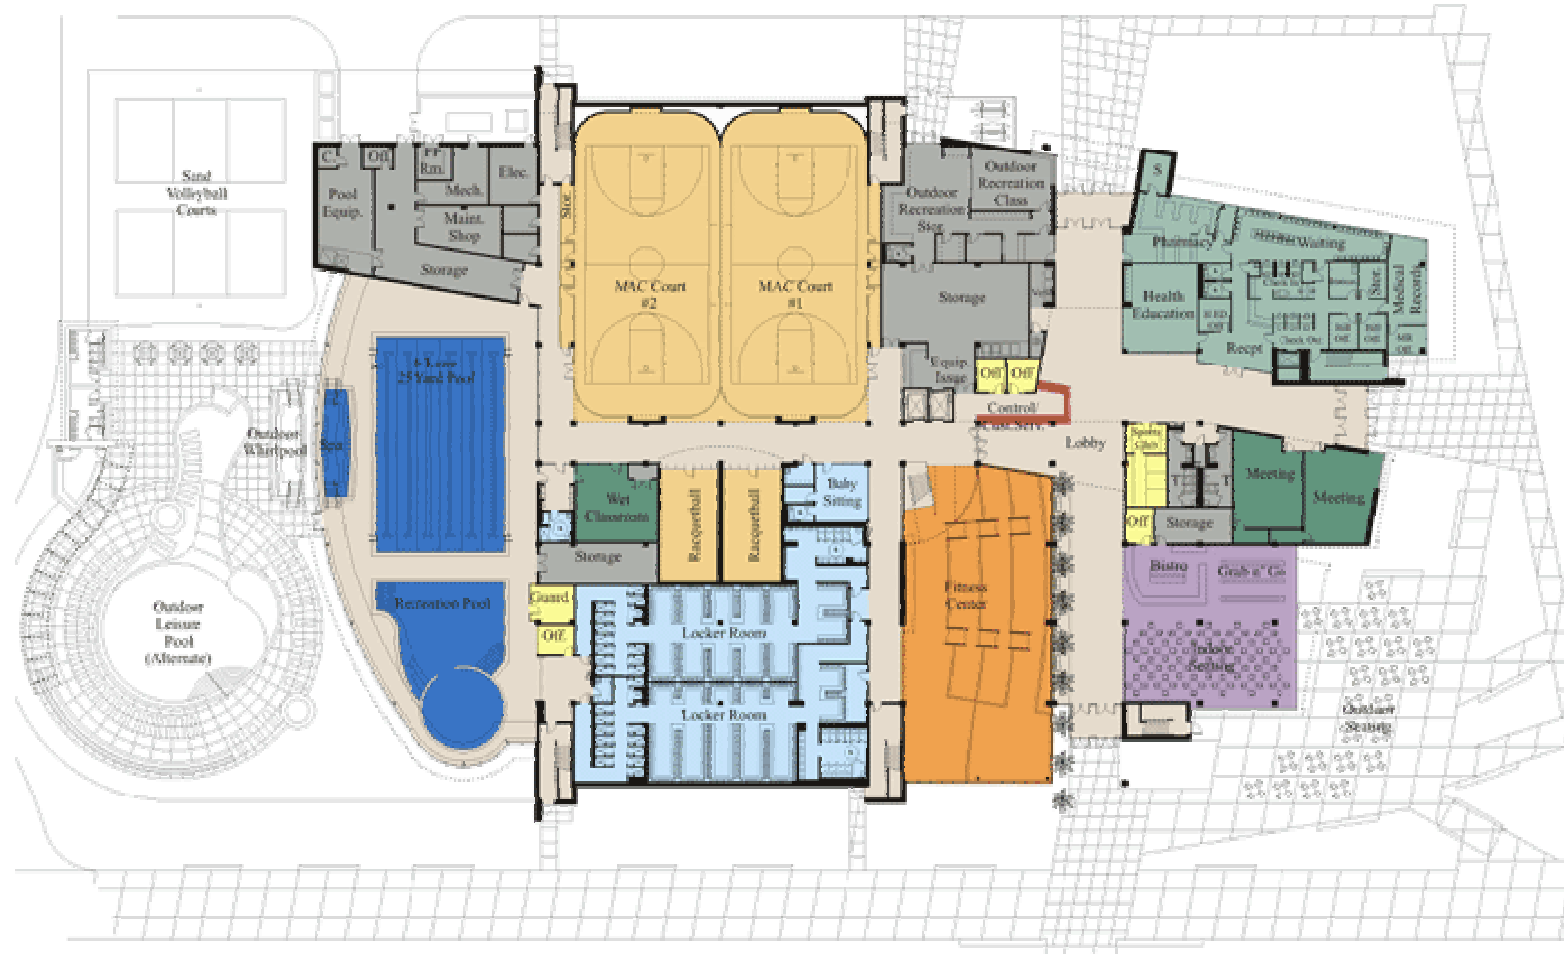 Sand
Volleyball
Courts
C.
Off.
Rm.
Elec.
Mech.
Pool
Equip.
Maint.
Shop
Storage
Stor.
MAC Court
#2
MAC Court
#1
Outdoor
Recreation
Stor.
Outdoor
Recreation
Class
Storage
Equip.
Issue
Off
Off
Control/
Lobby
S
Pharmacy
Waiting
Health
Education
Recpt
Stor.
Medical
Records
25 Yard Pool
Spa
Outdoor
Whirlpool
Recreation Pool
Outdoor
Leisure
Pool
(Alternate)
Wet
Classroom
Storage
Racquetball
Racquetball
Baby
Sitting
Guard
Off.
Locker Room
Locker Room
Fitness
Center
Sports
Club
T
T
Off
Storage
Meeting
Meeting
Bistro
Grab n' Go
Indoor
Seating
Outdoor
Seating